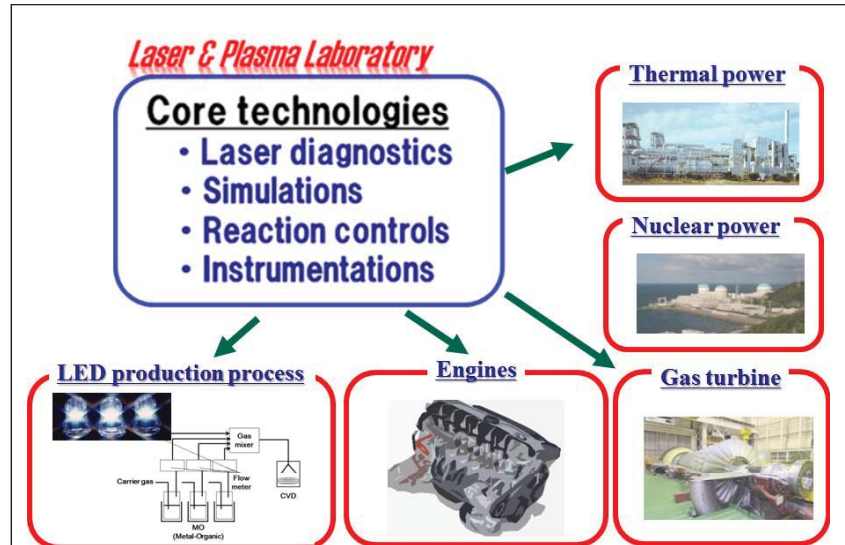 Laser & Plasma Laboratory
Core technologies
• Laser diagnostics
• Simulations
• Reaction controls
• Instrumentations
Thermal power
Nuclear power
LED production process
Gas
mixer
Carrier gas
Flow
meter
CVD
MO
(Metal-Organic)
Engines
Gas turbine